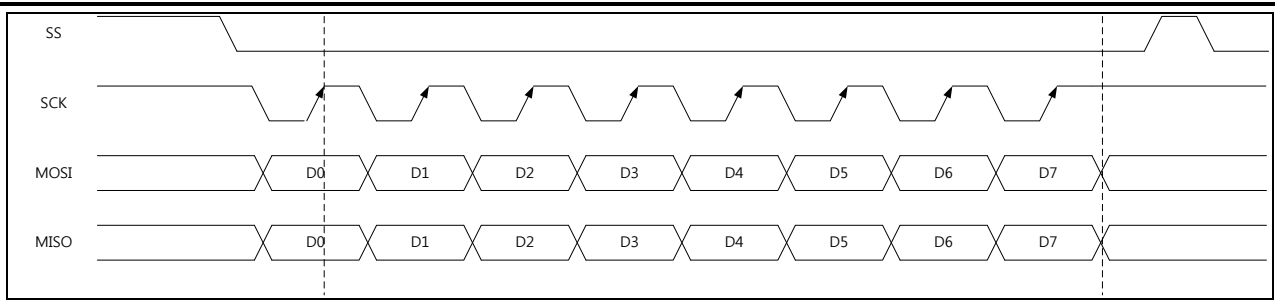 SS
SCK
MOSI D0 D1 D2 D3 D4 D5 D6 D7
MISO D0 D1 D2 D3 D4 D5 D6 D7